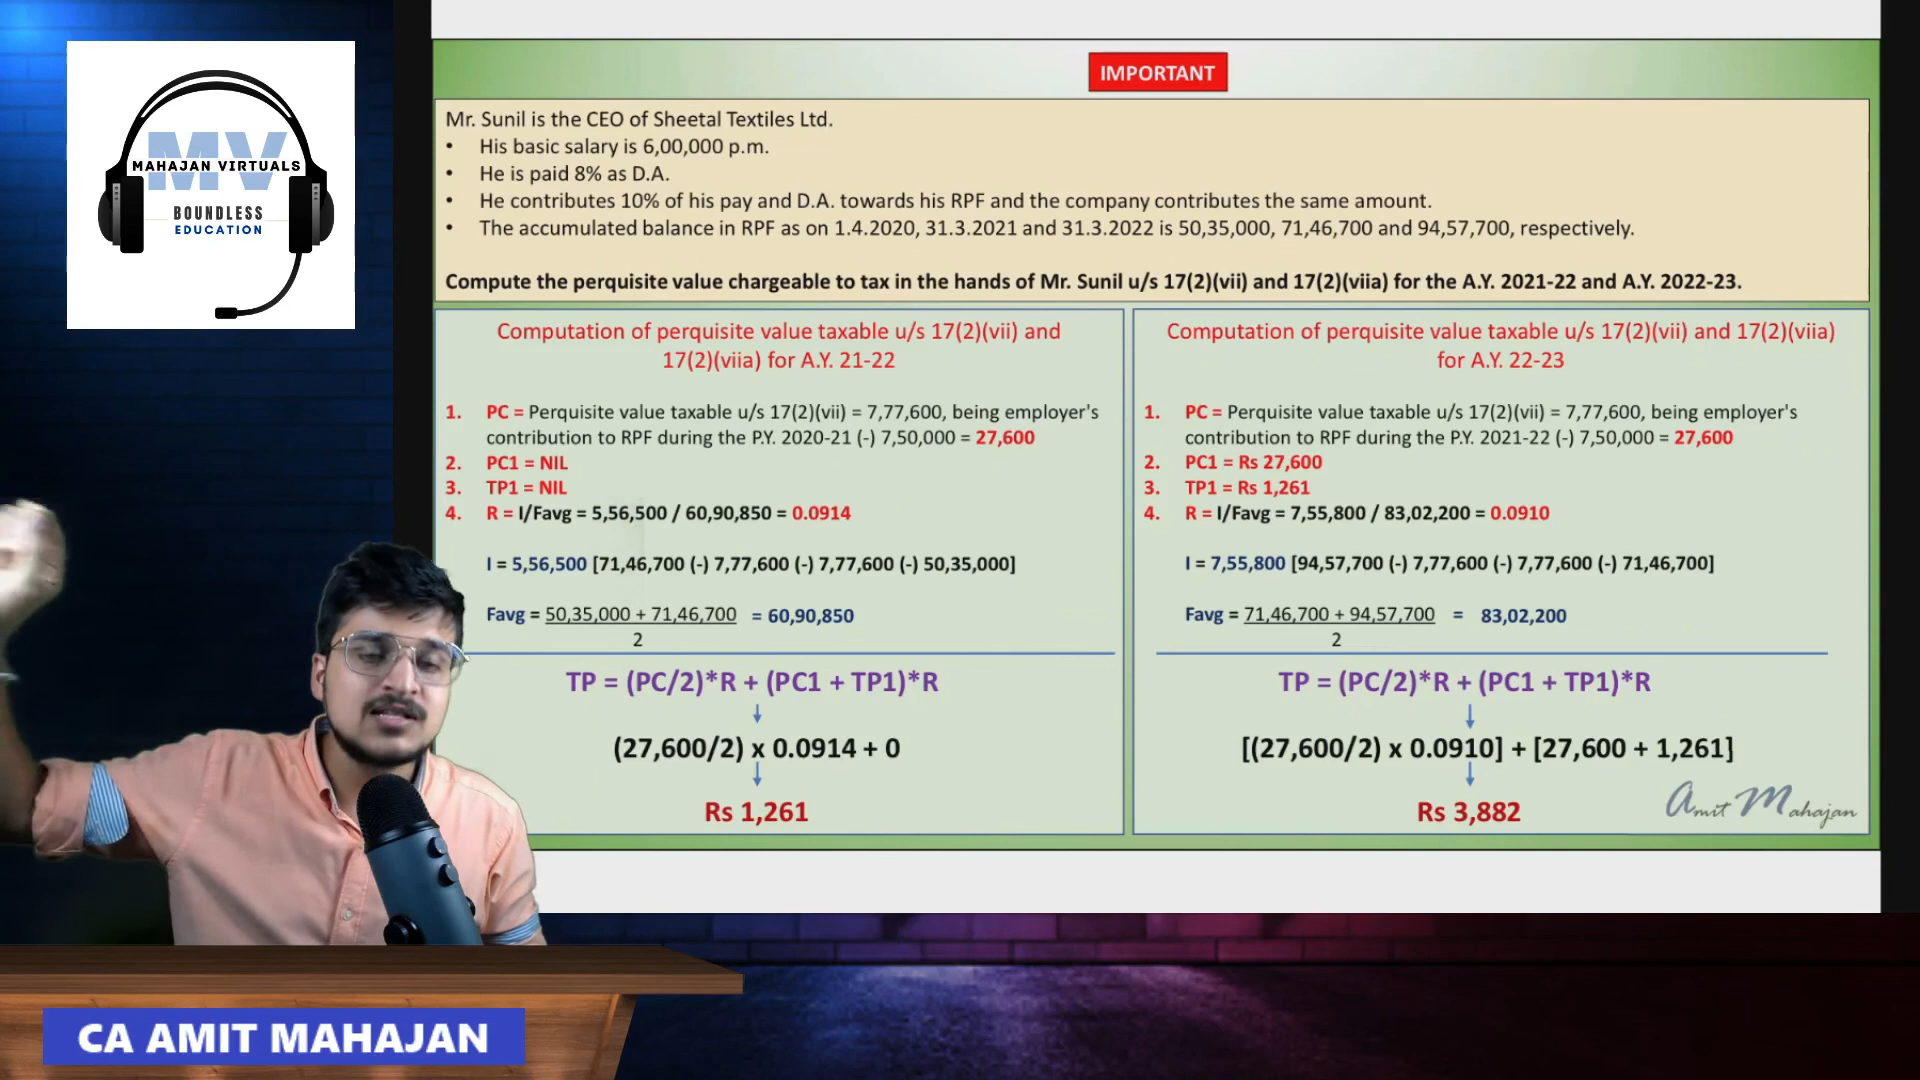 MV
MAHAJAN VIRTUALS
BOUNDLESS
EDUCATION
IMPORTANT
Mr. Sunil is the CEO of Sheetal Textiles Ltd.
• His basic salary is 6,00,000 p.m.
• He is paid 8% as D.A.
• He contributes 10% of his pay and D.A. towards his RPF and the company contributes the same amount.
• The accumulated balance in RPF as on 1.4.2020, 31.3.2021 and 31.3.2022 is 50,35,000, 71,46,700 and 94,57,700, respectively.
Compute the perquisite value chargeable to tax in the hands of Mr. Sunil u/s 17(2)(vii) and 17(2)(viia) for the A.Y. 2021-22 and A.Y. 2022-23.
Computation of perquisite value taxable u/s 17(2)(vii) and
17(2)(viia) for A.Y. 21-22
1. PC = Perquisite value taxable u/s 17(2)(vii) = 7,77,600, being employer's
contribution to RPF during the P.Y. 2020-21 (-) 7,50,000 = 27,600
2. PC1 = NIL
3. TP1 = NIL
4. R = I/Favg = 5,56,500 / 60,90,850 = 0.0914
I = 5,56,500 [71,46,700 (-) 7,77,600 (-) 7,77,600 (-) 50,35,000]
Favg = 50,35,000 + 71,46,700 = 60,90,850
2
TP = (PC/2)*R + (PC1 + TP1)*R
(27,600/2) x 0.0914 + 0
Rs 1,261
Computation of perquisite value taxable u/s 17(2)(vii) and 17(2)(viia)
for A.Y. 22-23
1. PC = Perquisite value taxable u/s 17(2)(vii) = 7,77,600, being employer's
contribution to RPF during the P.Y. 2021-22 (-) 7,50,000 = 27,600
2. PC1 = Rs 27,600
3. TP1 = Rs 1,261
4. R = I/Favg = 7,55,800 / 83,02,200 = 0.0910
I = 7,55,800 [94,57,700 (-) 7,77,600 (-) 7,77,600 (-) 71,46,700]
Favg = 71,46,700 + 94,57,700 = 83,02,200
2
TP = (PC/2)*R + (PC1 + TP1)*R
[(27,600/2) x 0.0910] + [27,600 + 1,261]
Rs 3,882
Amit Mahajan
CA AMIT MAHAJAN